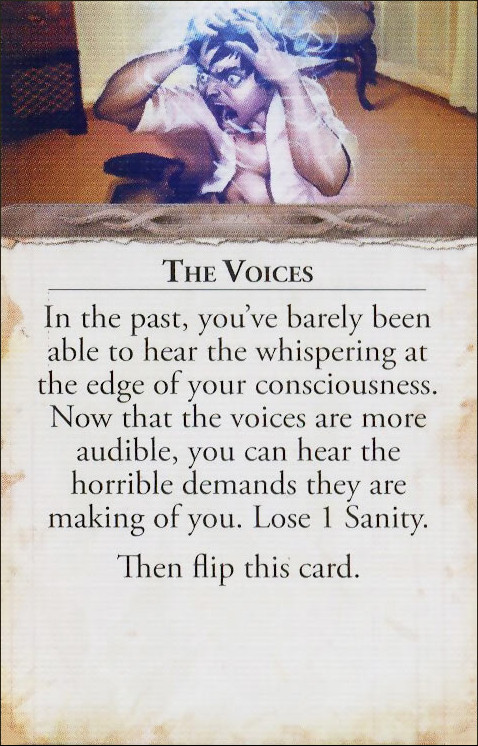 The Voices
In the past, you've barely been
able to hear the whispering at
the edge of your consciousness.
Now that the voices are more
audible, you can hear the
horrible demands they are
making of you. Lose 1 Sanity.
Then flip this card.